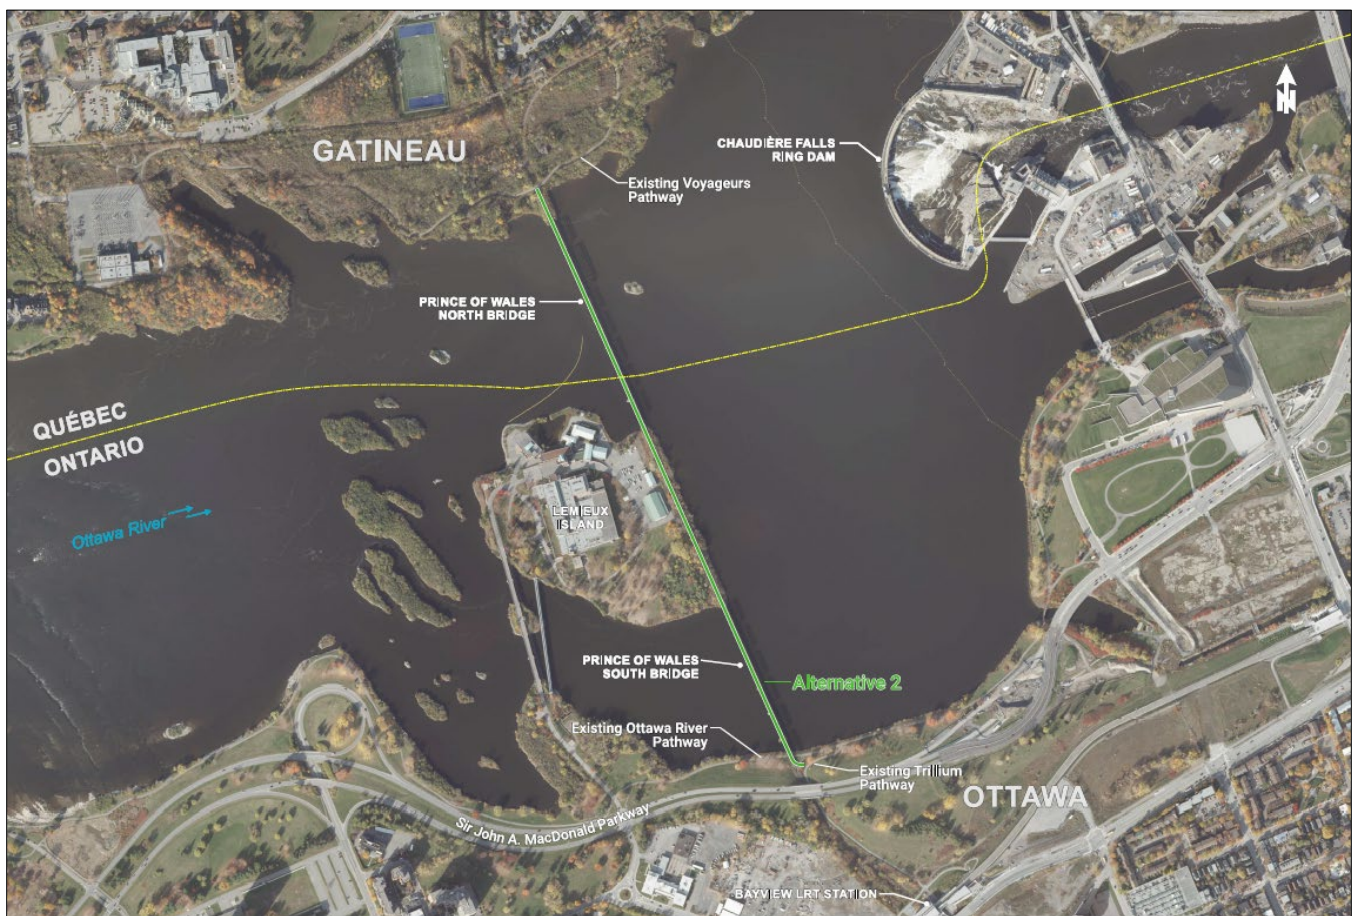 GATINEAU
CHAUDIÈRE FALLS
RING DAM
N
Existing Voyageurs
Pathway
PRINCE OF WALES
NORTH BRIDGE
QUÉBEC
ONTARIO
Ottawa River
LEMIEUX
ISLAND
PRINCE OF WALES
SOUTH BRIDGE
Alternative 2
Existing Ottawa River
Pathway
Existing Trillium
Pathway
OTTAWA
Sir John A. MacDonald Parkway
BAYVIEW LRT STATION